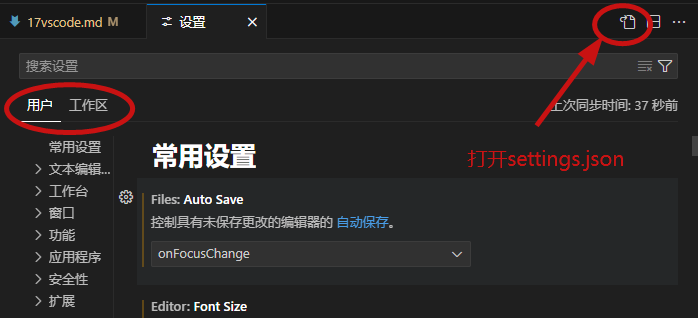 17vscode.md M
设置
搜索设置
用户 工作区
上次同步时间: 37 秒前
常用设置
文本编辑...
工作台
窗口
功能
应用程序
安全性
扩展
常用设置
打开settings.json
Files: Auto Save
控制具有未保存更改的编辑器的 自动保存。
onFocusChange
Editor: Font Size